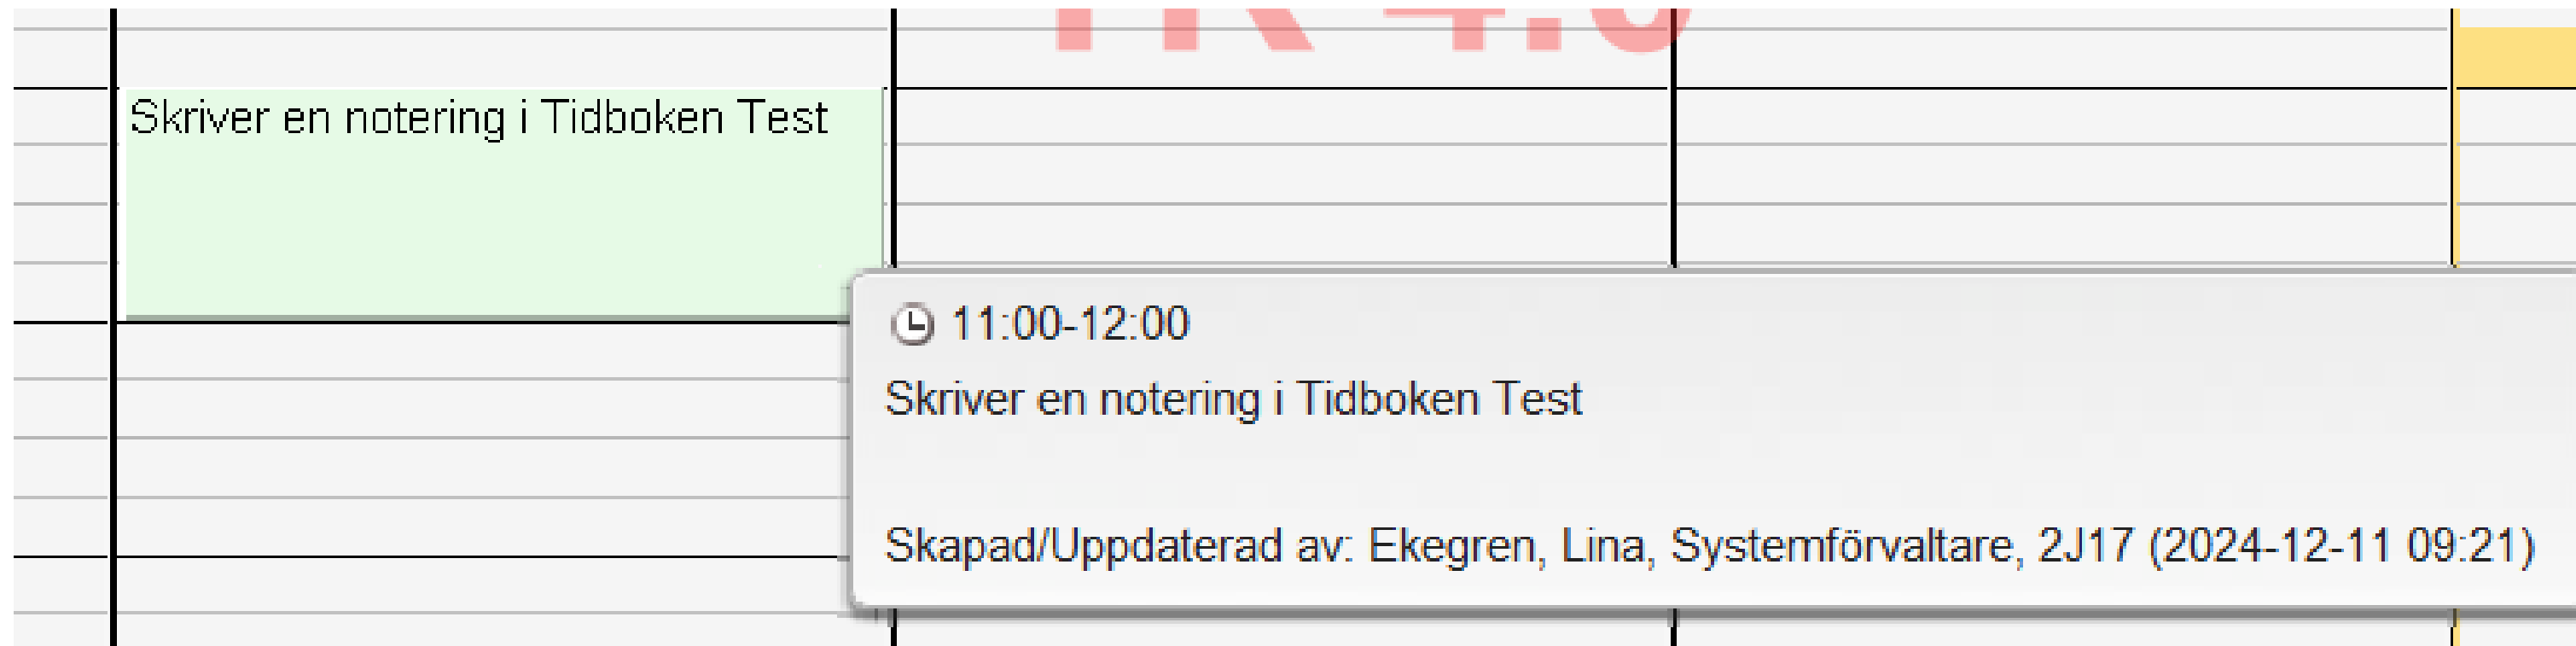 Skriver en notering i Tidboken Test
11:00-12:00
Skriver en notering i Tidboken Test
Skapad/Uppdaterad av: Ekegren, Lina, Systemförvaltare, 2J17 (2024-12-11 09:21)